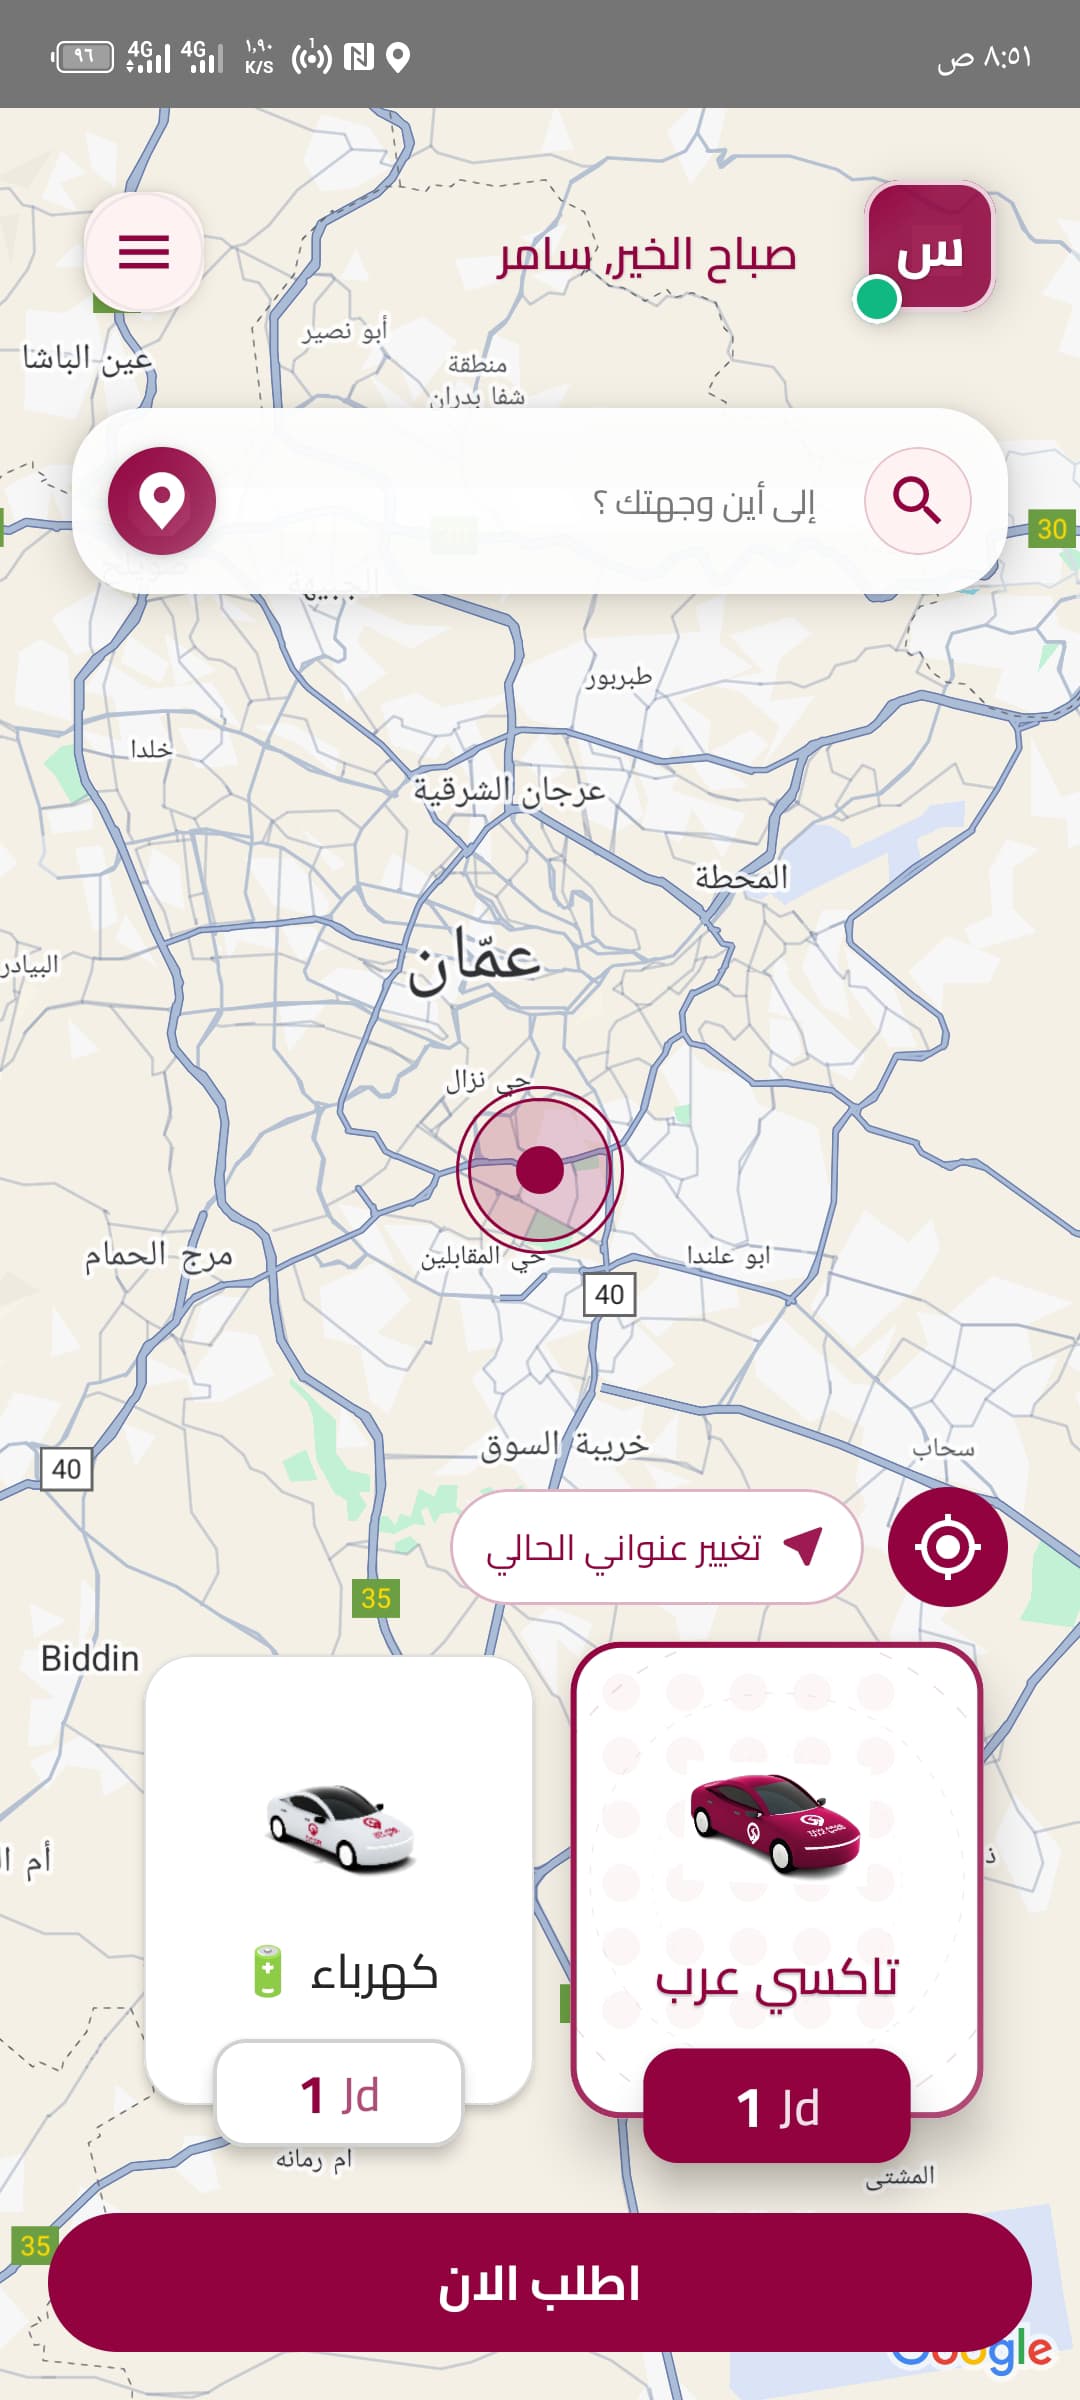 ٨:٥١ ص
١,٩٠ K/S
4G 4G
٩٦
س
صباح الخير, سامر
أبو نصير
عين الباشا
منطقة
شفا بدران
إلى أين وجهتك ؟
30
الجبيهة
طبربور
خلدا
عرجان الشرقية
المحطة
عمّان
البيادر
حي نزال
مرج الحمام
حي المقابلين
ابو علندا
40
خريبة السوق
سحاب
40
تغيير عنواني الحالي
35
Biddin
أم ال
تاكسي عرب
كهرباء
1 Jd
1 Jd
ام رمانه
المشتى
35
اطلب الان
Google